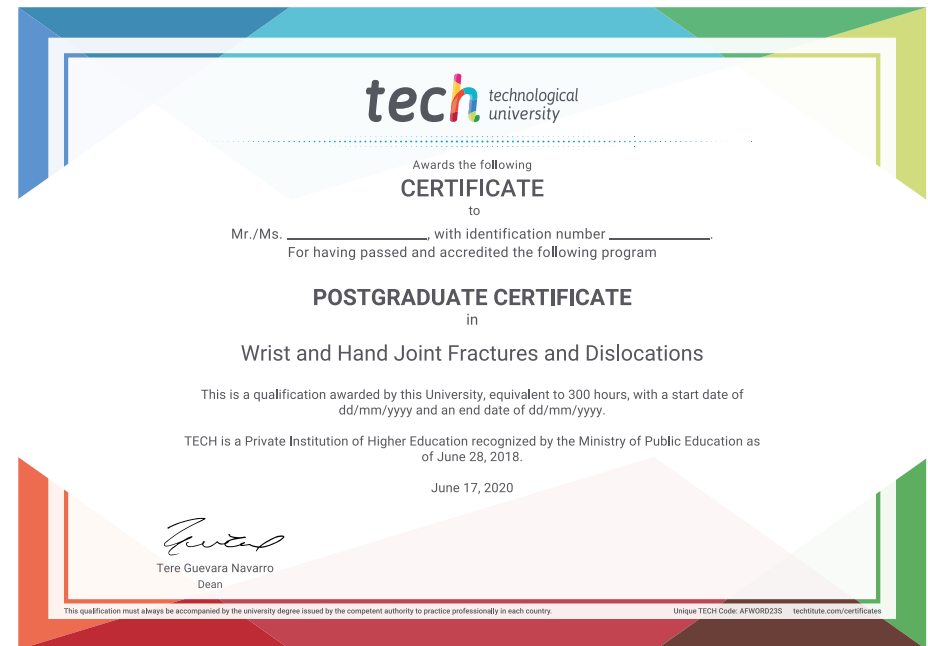 tech technological
university
Awards the following
CERTIFICATE
to
Mr./Ms. ____________________, with identification number ______________.
For having passed and accredited the following program
POSTGRADUATE CERTIFICATE
in
Wrist and Hand Joint Fractures and Dislocations
This is a qualification awarded by this University, equivalent to 300 hours, with a start date of
dd/mm/yyyy and an end date of dd/mm/yyyy.
TECH is a Private Institution of Higher Education recognized by the Ministry of Public Education as
of June 28, 2018.
June 17, 2020
Tere Guevara Navarro
Dean
This qualification must always be accompanied by the university degree issued by the competent authority to practice professionally in each country.
Unique TECH Code: AFWORD23S techtitute.com/certificates